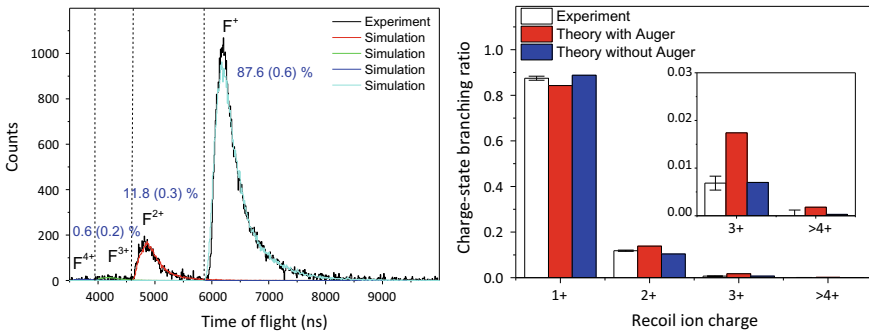 Counts
1000
800
600
400
200
0
4000
5000
6000
7000
8000
9000
Time of flight (ns)
F⁺
87.6 (0.6) %
11.8 (0.3) %
F²⁺
0.6 (0.2) %
F³⁺
F⁴⁺
Experiment
Simulation
Simulation
Simulation
Simulation
Charge-state branching ratio
1.0
0.8
0.6
0.4
0.2
0.0
1+
2+
3+
>4+
Recoil ion charge
Experiment
Theory with Auger
Theory without Auger
0.03
0.02
0.01
0.00
3+
>4+